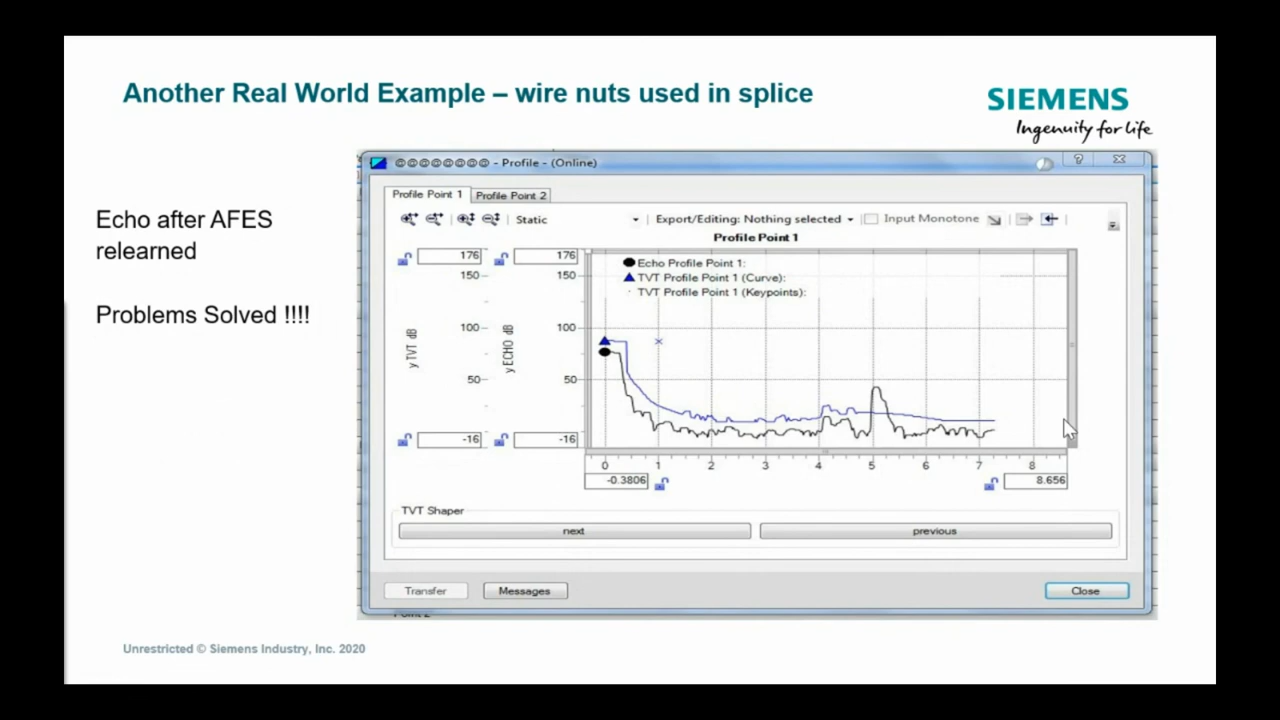 Another Real World Example – wire nuts used in splice
SIEMENS
Ingenuity for life
Echo after AFES
relearned
Problems Solved !!!!
@@@@@@@@ - Profile - (Online)
Profile Point 1
Profile Point 2
Static
Export/Editing: Nothing selected
Input Monotone
Profile Point 1
176
176
150
150
100
100
50
50
-16
-16
y TVT dB
y ECHO dB
Echo Profile Point 1:
TVT Profile Point 1 (Curve):
TVT Profile Point 1 (Keypoints):
0 1 2 3 4 5 6 7 8
-0.3806
8.656
TVT Shaper
next
previous
Transfer
Messages
Close
Unrestricted © Siemens Industry, Inc. 2020